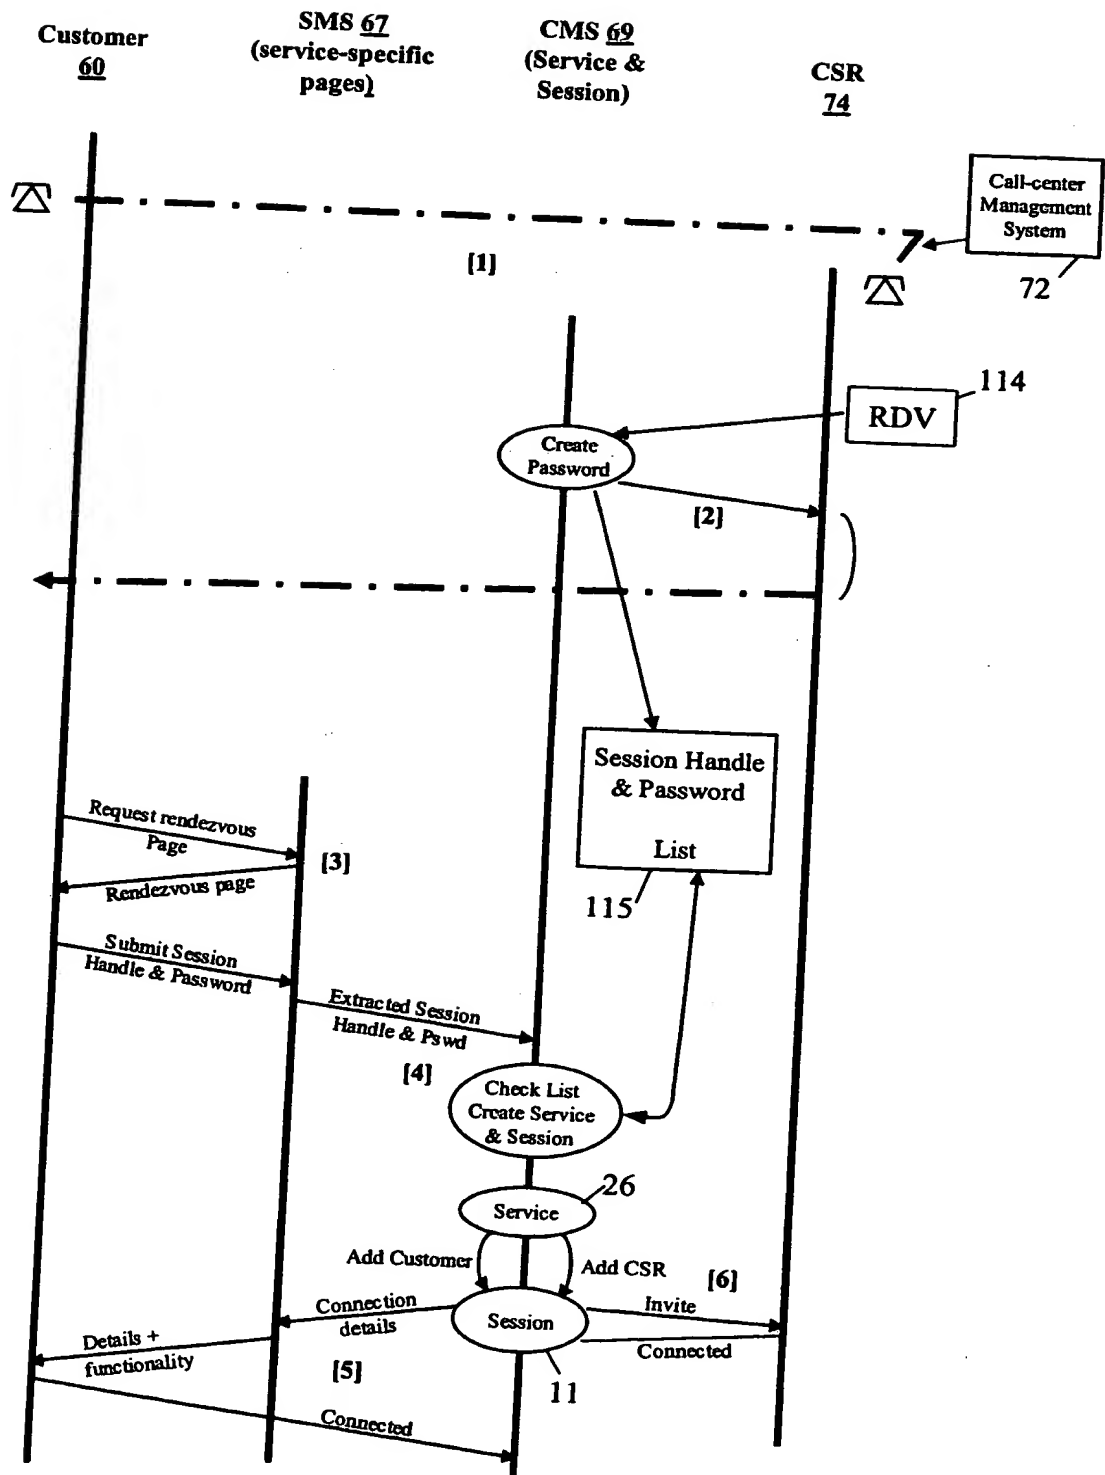 Customer
60
SMS 67
(service-specific
pages)
CMS 69
(Service &
Session)
CSR
74
Call-center
Management
System
72
[1]
RDV
114
Create
Password
[2]
Session Handle
& Password
List
115
Request rendezvous
Page
[3]
Rendezvous page
Submit Session
Handle & Password
Extracted Session
Handle & Pswd
[4]
Check List
Create Service
& Session
26
Service
Add Customer
Add CSR
[6]
Connection
details
Session
Invite
Connected
Details +
functionality
[5]
11
Connected